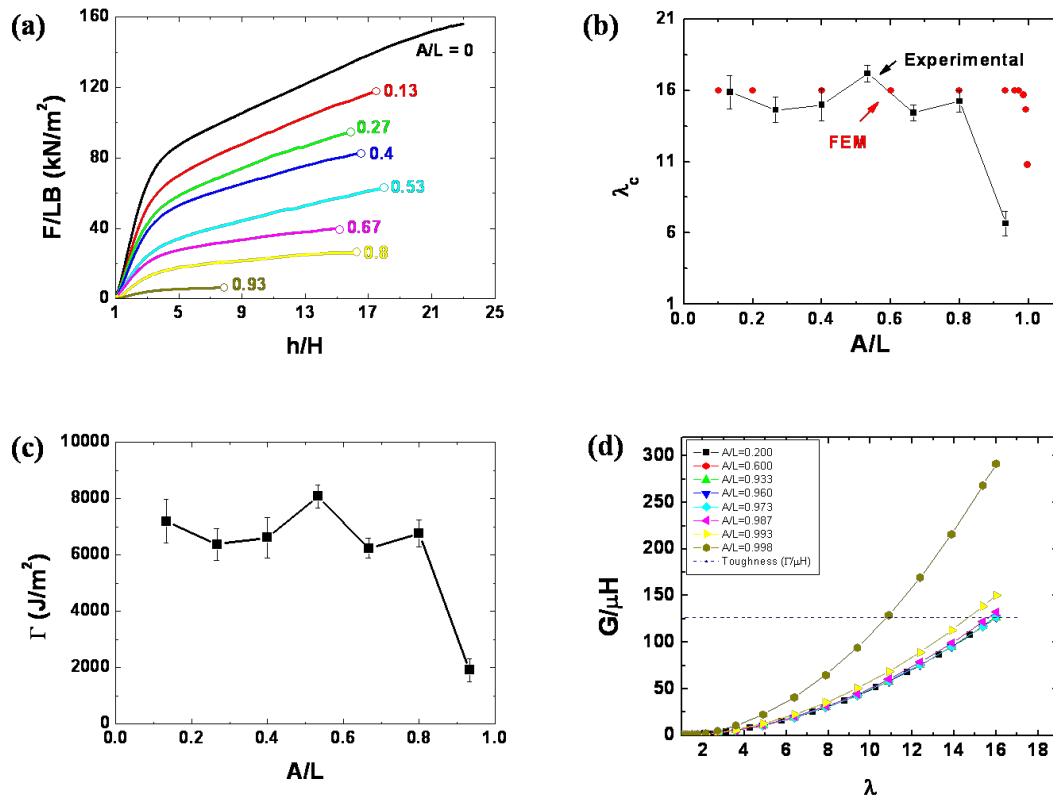 (a)
F/LB (kN/m²)
160
120
80
40
0
A/L = 0
0.13
0.27
0.4
0.53
0.67
0.8
0.93
1 5 9 13 17 21 25
h/H
(b)
λc
21
16
11
6
1
Experimental
FEM
0.0 0.2 0.4 0.6 0.8 1.0
A/L
(c)
Γ (J/m²)
10000
8000
6000
4000
2000
0
0.0 0.2 0.4 0.6 0.8 1.0
A/L
(d)
G/μH
300
250
200
150
100
50
0
A/L=0.200
A/L=0.600
A/L=0.933
A/L=0.960
A/L=0.973
A/L=0.987
A/L=0.993
A/L=0.998
Toughness (Γ/μH)
2 4 6 8 10 12 14 16 18
λ